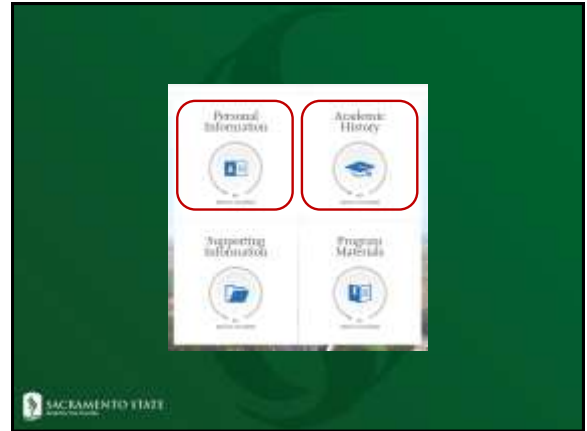 Personal
Information
Academic
History
Supporting
Information
Program
Materials
SACRAMENTO STATE